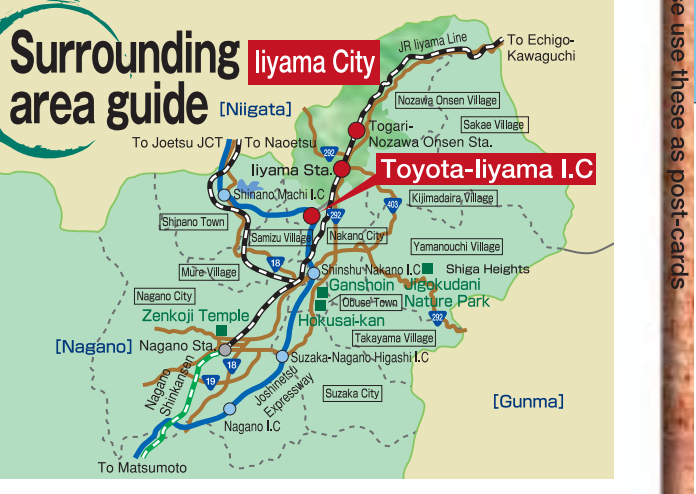 Surrounding
area guide
Iiyama City
JR Iiyama Line
To Echigo-
Kawaguchi
[Niigata]
Nozawa Onsen Village
Sakae Village
Togari-
Nozawa Onsen Sta.
To Joetsu JCT
To Naoetsu
292
Iiyama Sta.
Toyota-Iiyama I.C
Shinano Machi I.C
Kijimadaira Village
403
292
Shinano Town
Samizu Village
Nakano City
Yamanouchi Village
18
Mure Village
Shinshu Nakano I.C
Shiga Heights
Ganshoin
Jigokudani
Nature Park
Nagano City
Obuse Town
Zenkoji Temple
Hokusai-kan
292
Takayama Village
[Nagano]
Nagano Sta.
Suzaka-Nagano Higashi I.C
18
19
Nagano
Shinkansen
Joshinetsu
Expressway
Suzaka City
[Gunma]
Nagano I.C
To Matsumoto
se use these as post-cards